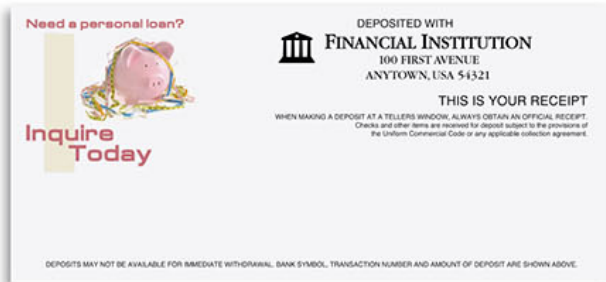 Need a personal loan?
Inquire
Today
DEPOSITED WITH
FINANCIAL INSTITUTION
100 FIRST AVENUE
ANYTOWN, USA 54321
THIS IS YOUR RECEIPT
WHEN MAKING A DEPOSIT AT A TELLERS WINDOW, ALWAYS OBTAIN AN OFFICIAL RECEIPT.
Checks and other items are received for deposit subject to the provisions of
the Uniform Commercial Code or any applicable collection agreement.
DEPOSITS MAY NOT BE AVAILABLE FOR IMMEDIATE WITHDRAWAL. BANK SYMBOL, TRANSACTION NUMBER AND AMOUNT OF DEPOSIT ARE SHOWN ABOVE.